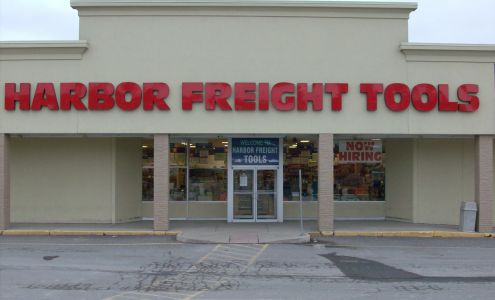 HARBOR FREIGHT TOOLS
WELCOME TO
HARBOR FREIGHT
TOOLS
NOW
HIRING